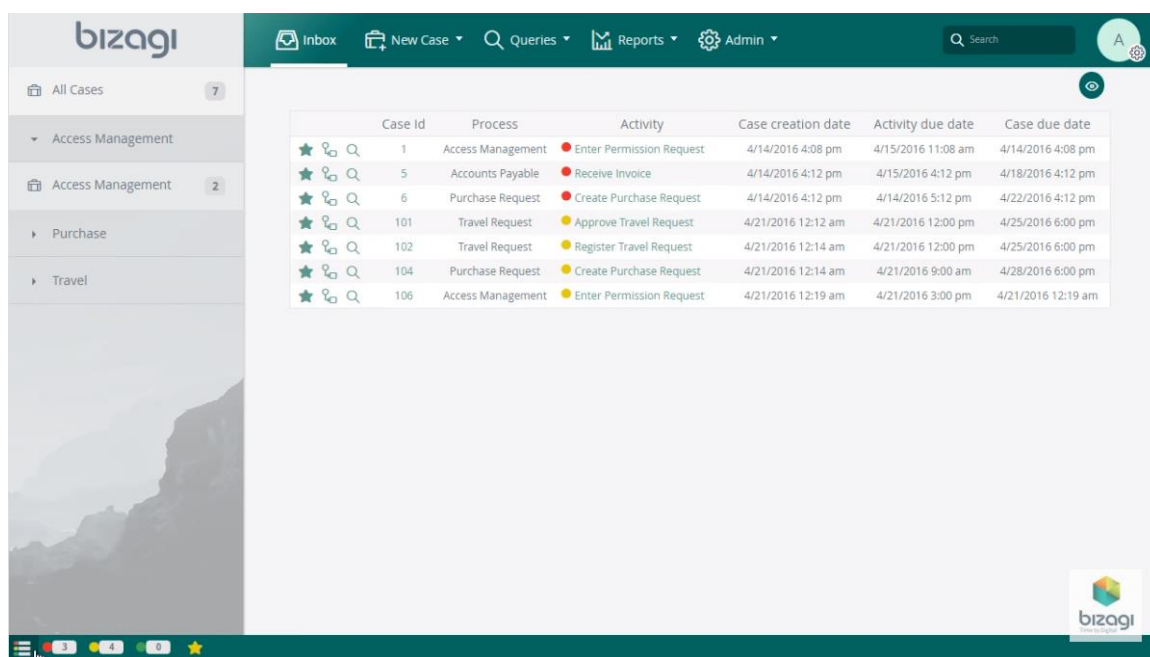 bizagi
Inbox New Case Queries Reports Admin Search A
All Cases 7
Access Management
Access Management 2
Purchase
Travel
Case Id Process Activity Case creation date Activity due date Case due date
1 Access Management Enter Permission Request 4/14/2016 4:08 pm 4/15/2016 11:08 am 4/14/2016 4:08 pm
5 Accounts Payable Receive Invoice 4/14/2016 4:12 pm 4/15/2016 4:12 pm 4/18/2016 4:12 pm
6 Purchase Request Create Purchase Request 4/14/2016 4:12 pm 4/14/2016 5:12 pm 4/22/2016 4:12 pm
101 Travel Request Approve Travel Request 4/21/2016 12:12 am 4/21/2016 12:00 pm 4/25/2016 6:00 pm
102 Travel Request Register Travel Request 4/21/2016 12:14 am 4/21/2016 12:00 pm 4/25/2016 6:00 pm
104 Purchase Request Create Purchase Request 4/21/2016 12:14 am 4/21/2016 9:00 am 4/28/2016 6:00 pm
106 Access Management Enter Permission Request 4/21/2016 12:19 am 4/21/2016 3:00 pm 4/21/2016 12:19 am
bizagi
3 4 0